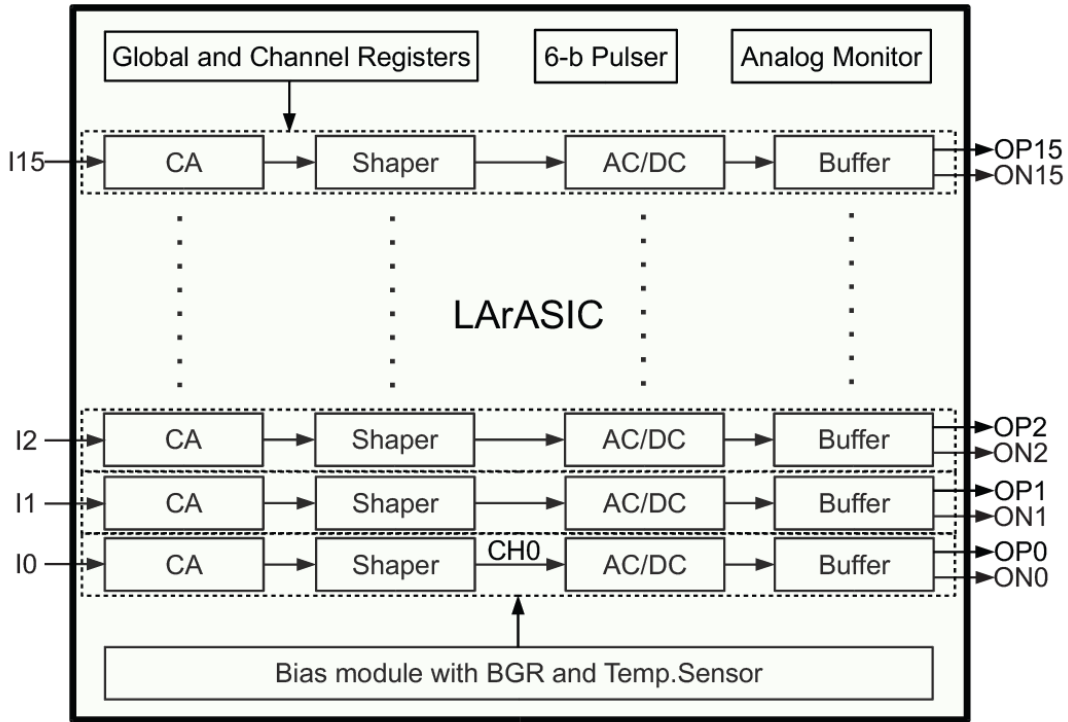 Global and Channel Registers
6-b Pulser
Analog Monitor
I15
CA
Shaper
AC/DC
Buffer
OP15
ON15
LArASIC
I2
CA
Shaper
AC/DC
Buffer
OP2
ON2
I1
CA
Shaper
AC/DC
Buffer
OP1
ON1
I0
CA
Shaper
CH0
AC/DC
Buffer
OP0
ON0
Bias module with BGR and Temp.Sensor